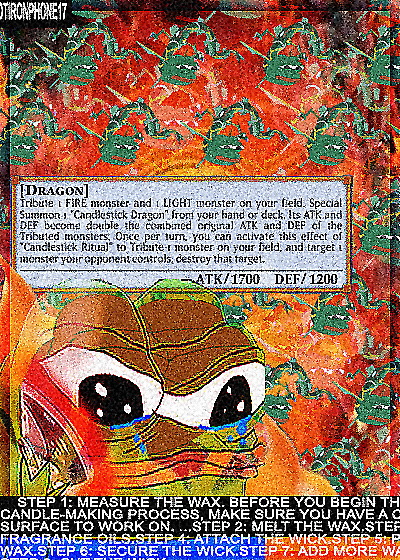 OTIRONPHONE17
[DRAGON]
Tribute 1 FIRE monster and 1 LIGHT monster on your field. Special
Summon 1 "Candlestick Dragon" from your hand or deck. Its ATK and
DEF become double the combined original ATK and DEF of the
Tributed monsters. Once per turn, you can activate this effect of
"Candlestick Ritual" to Tribute 1 monster on your field, and target 1
monster your opponent controls; destroy that target.
ATK/1700 DEF/1200
STEP 1: MEASURE THE WAX. BEFORE YOU BEGIN TH
CANDLE-MAKING PROCESS, MAKE SURE YOU HAVE A C
SURFACE TO WORK ON. ...STEP 2: MELT THE WAX.STEP
FRAGRANCE OILS.STEP 4: ATTACH THE WICK.STEP 5: P
WAX.STEP 6: SECURE THE WICK.STEP 7: ADD MORE WA